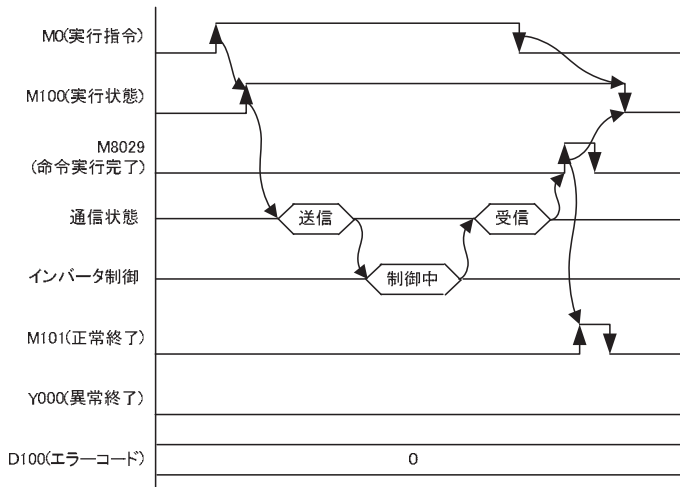 M0(実行指令)
M100(実行状態)
M8029
(命令実行完了)
通信状態
送信
受信
インバータ制御
制御中
M101(正常終了)
Y000(異常終了)
D100(エラーコード)
0